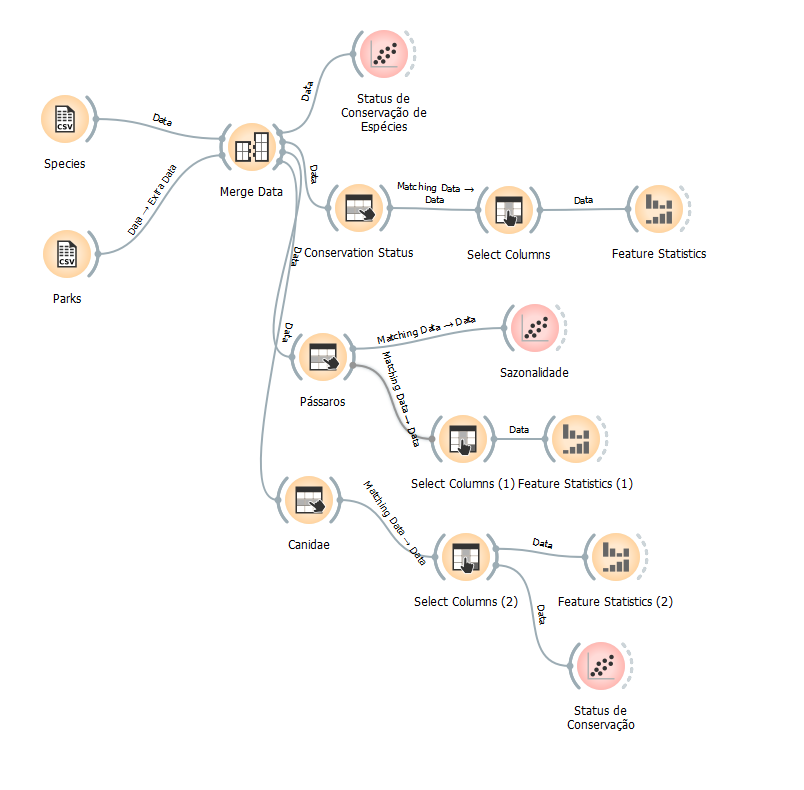 Status de
Conservação de
Espécies
Data
CSV
Species
Data
Merge Data
Data → Extra Data
Data
Conservation Status
Matching Data →
Data
Select Columns
Data
Feature Statistics
CSV
Parks
Data
Data
Pássaros
Matching Data → Data
Sazonalidade
Matching Data → Data
Select Columns (1)
Data
Feature Statistics (1)
Canidae
Matching Data → Data
Select Columns (2)
Data
Feature Statistics (2)
Data
Status de
Conservação